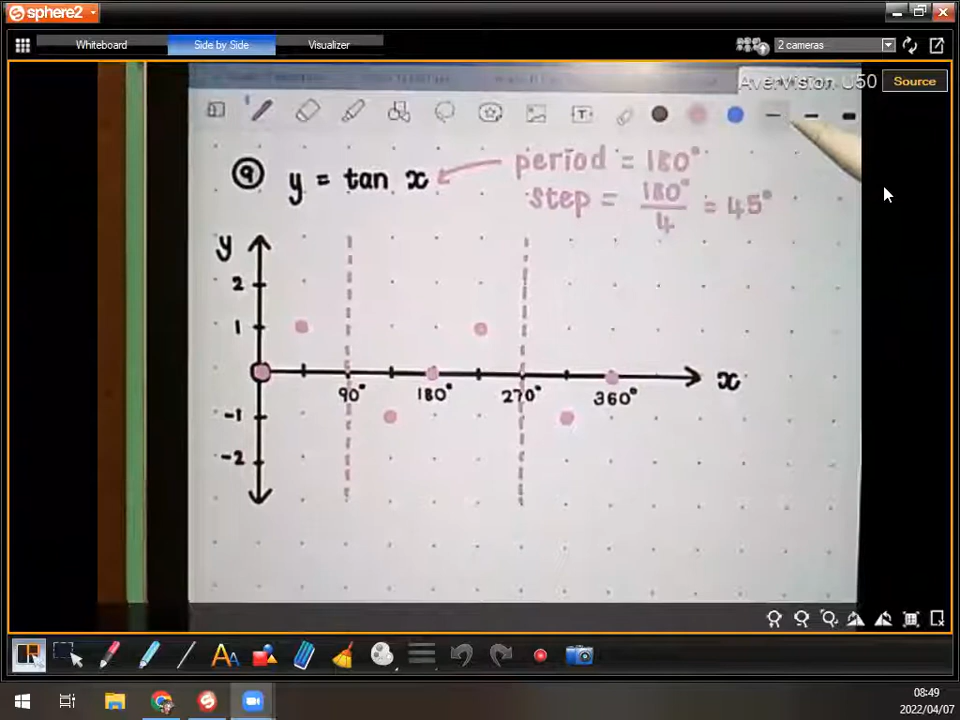 sphere2
Whiteboard
Side by Side
Visualizer
2 cameras
AverVision U50
Source
9 y = tan x
period = 180°
step = 180°/4 = 45°
y
2
1
-1
-2
90° 180° 270° 360°
x
08:49
2022/04/07